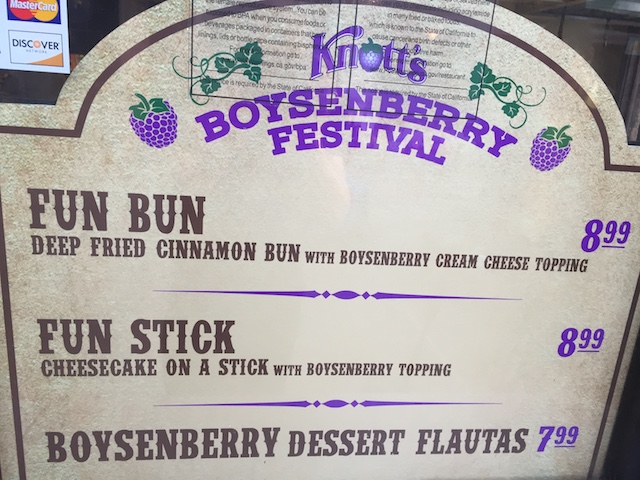 MasterCard
DISCOVER
NETWORK
Knott's
BOYSENBERRY
FESTIVAL
FUN BUN
8.99
DEEP FRIED CINNAMON BUN WITH BOYSENBERRY CREAM CHEESE TOPPING
FUN STICK
8.99
CHEESECAKE ON A STICK WITH BOYSENBERRY TOPPING
BOYSENBERRY DESSERT FLAUTAS 7.99